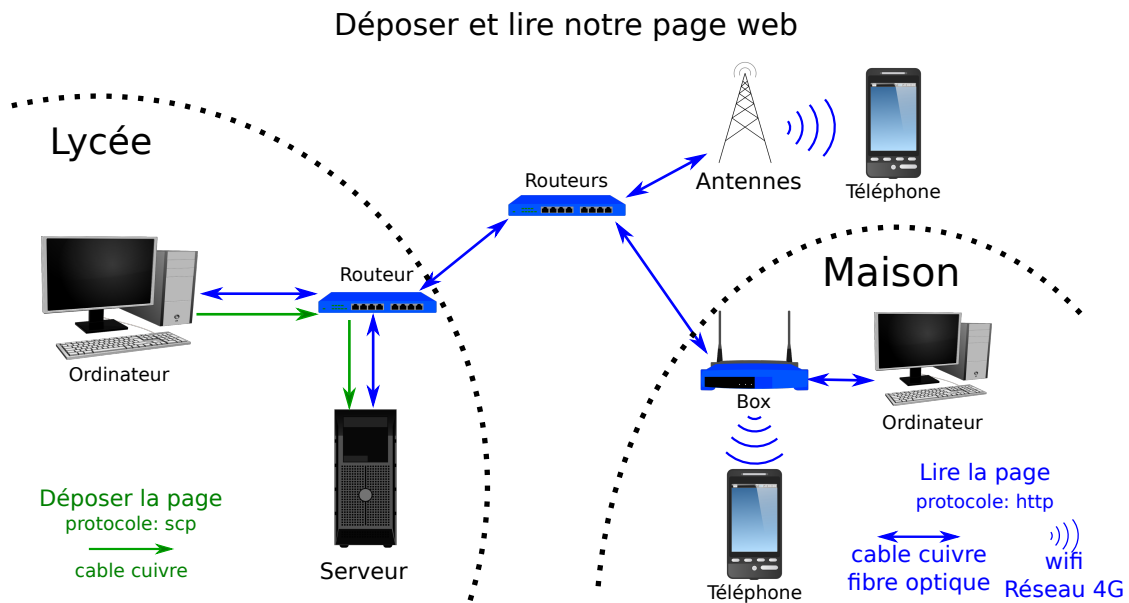 Déposer et lire notre page web
Lycée
Antennes
Téléphone
Routeurs
Maison
Routeur
Ordinateur
Box
Ordinateur
Déposer la page
protocole: scp
cable cuivre
Serveur
Téléphone
Lire la page
protocole: http
cable cuivre
fibre optique
wifi
Réseau 4G